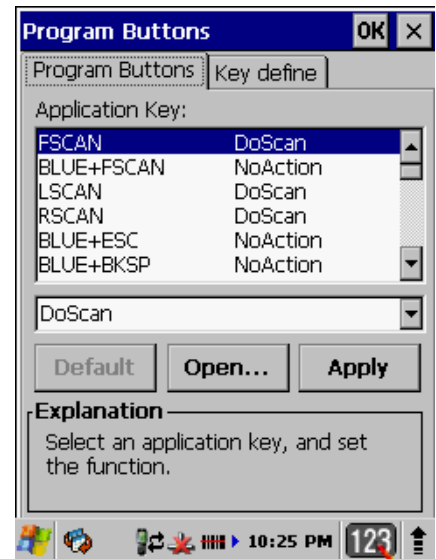 Program Buttons OK ×
Program Buttons Key define
Application Key:
FSCAN DoScan
BLUE+FSCAN NoAction
LSCAN DoScan
RSCAN DoScan
BLUE+ESC NoAction
BLUE+BKSP NoAction
DoScan
Default Open... Apply
Explanation
Select an application key, and set
the function.
10:25 PM 123